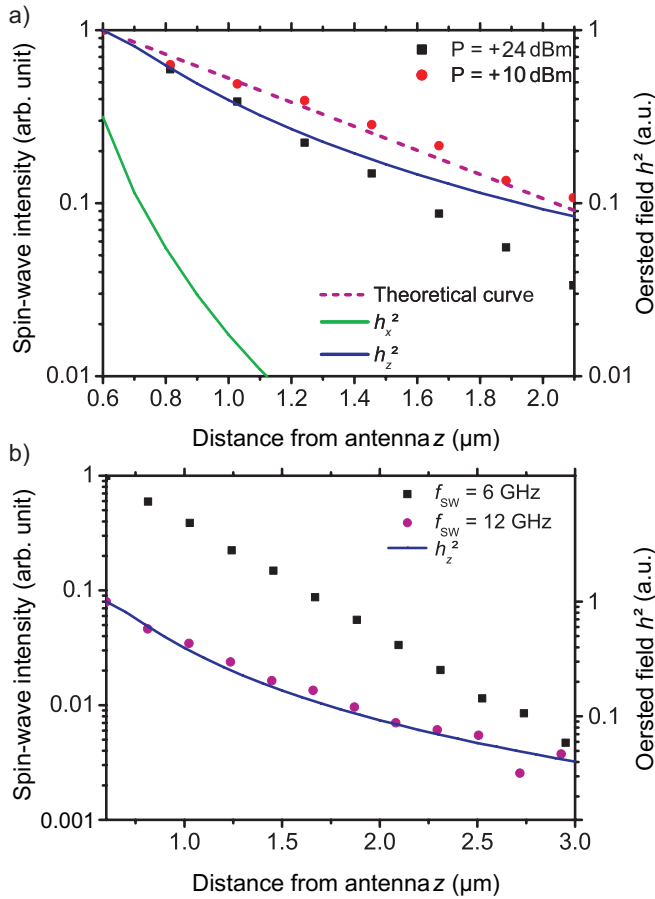 a)
1
0.1
0.01
Spin-wave intensity (arb. unit)
P = +24 dBm
P = +10 dBm
Theoretical curve
hₓ²
h_z²
1
0.1
0.01
Oersted field h² (a.u.)
0.6 0.8 1.0 1.2 1.4 1.6 1.8 2.0
Distance from antenna z (µm)
b)
1
0.1
0.01
0.001
Spin-wave intensity (arb. unit)
f_SW = 6 GHz
f_SW = 12 GHz
h_z²
1
0.1
Oersted field h² (a.u.)
1.0 1.5 2.0 2.5 3.0
Distance from antenna z (µm)